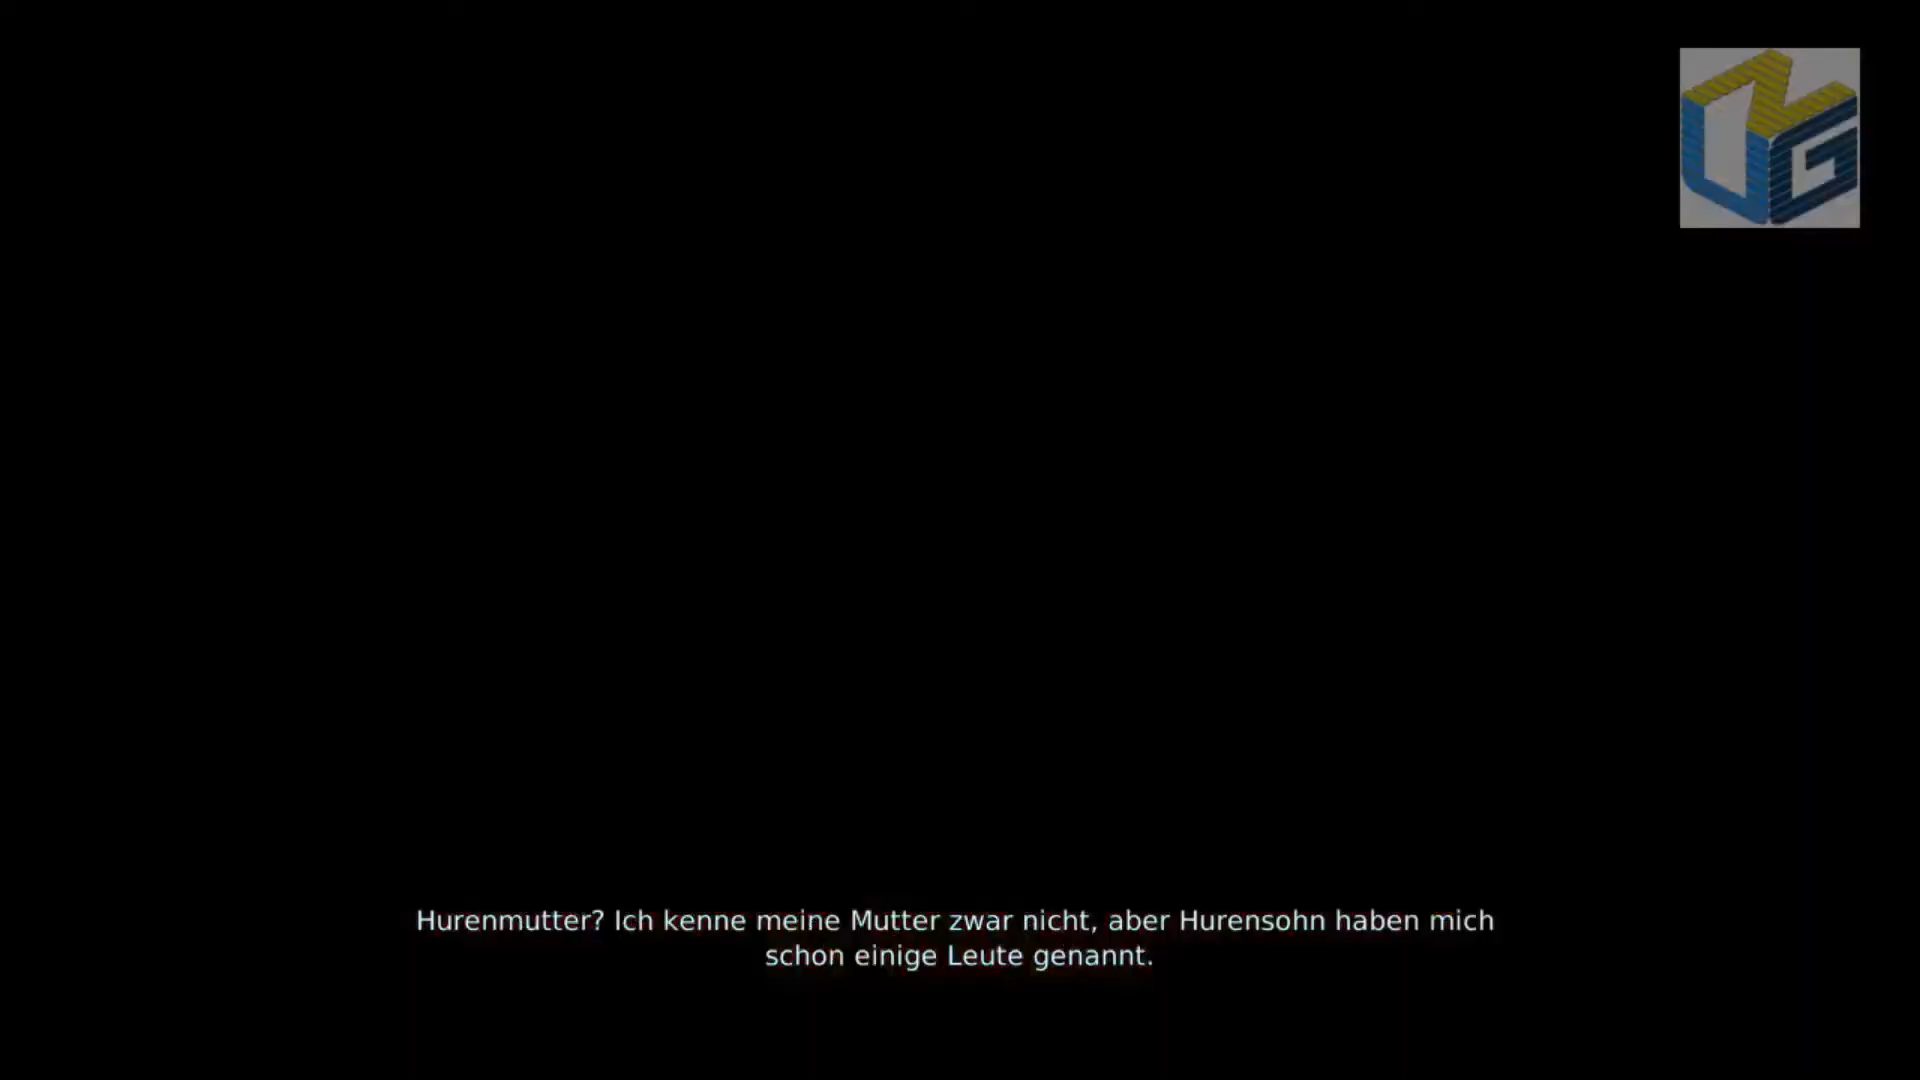 Hurenmutter? Ich kenne meine Mutter zwar nicht, aber Hurensohn haben mich
schon einige Leute genannt.